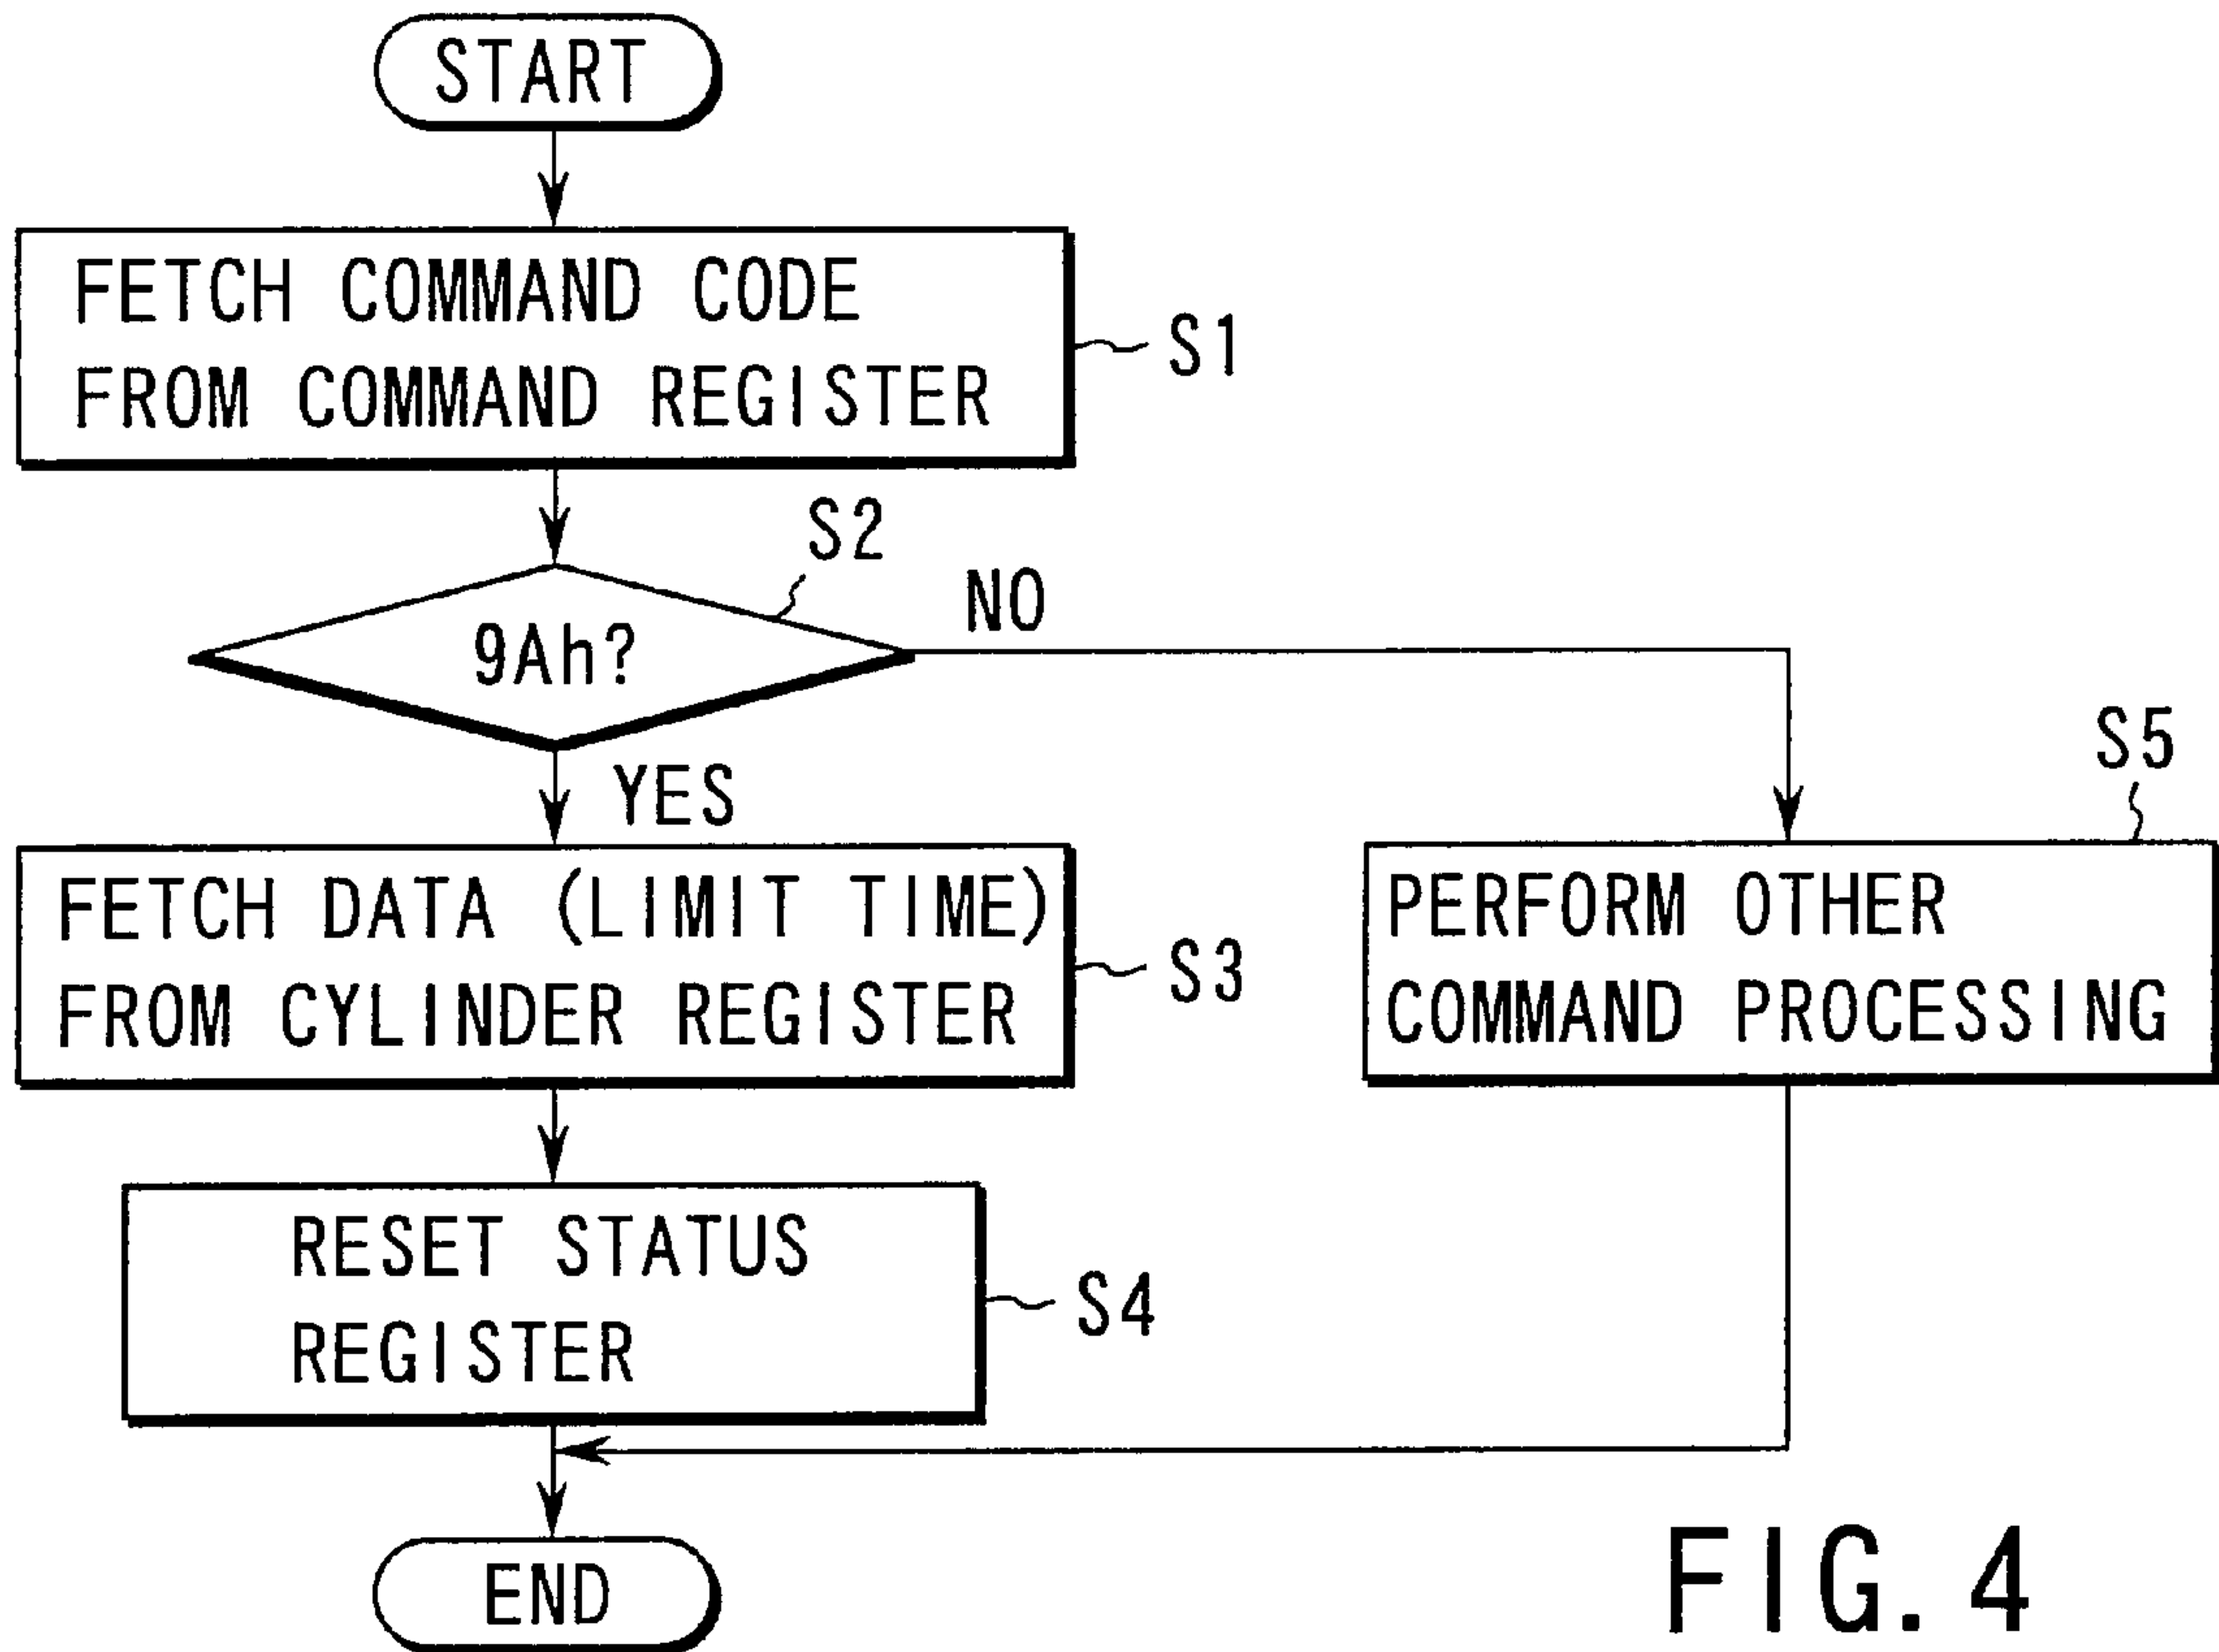 START
FETCH COMMAND CODE
FROM COMMAND REGISTER
S1
S2
9Ah?
NO
YES
FETCH DATA (LIMIT TIME)
FROM CYLINDER REGISTER
S3
S5
PERFORM OTHER
COMMAND PROCESSING
RESET STATUS
REGISTER
S4
END
FIG. 4